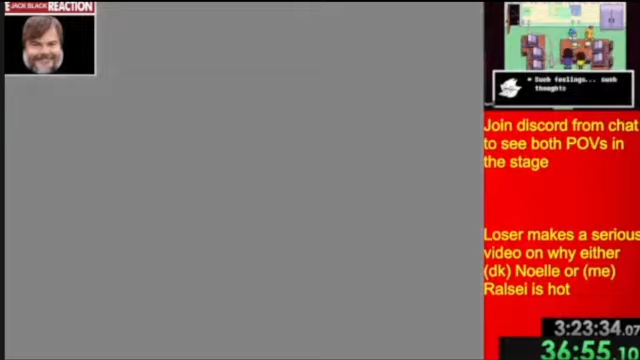 JACK BLACK
REACTION
* Such feelings... such
thoughts
Join discord from chat
to see both POVs in
the stage
Loser makes a serious
video on why either
(dk) Noelle or (me)
Ralsei is hot
3:23:34.07
36:55.10